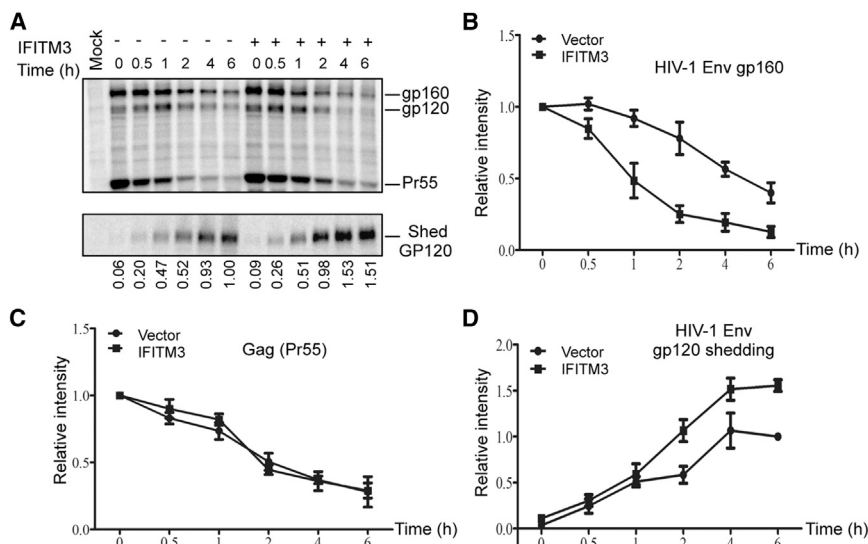 A
IFITM3 - - - - - - + + + + + +
Mock
Time (h) 0 0.5 1 2 4 6 0 0.5 1 2 4 6
gp160
gp120
Pr55
Shed
GP120
0.06 0.20 0.47 0.52 0.93 1.00 0.09 0.26 0.51 0.98 1.53 1.51
B
Vector
IFITM3
HIV-1 Env gp160
Relative intensity
1.5
1.0
0.5
0.0
0 0.5 1 2 4 6
Time (h)
C
Vector
IFITM3
Gag (Pr55)
Relative intensity
1.5
1.0
0.5
0.0
0 0.5 1 2 4 6
Time (h)
D
Vector
IFITM3
HIV-1 Env
gp120 shedding
Relative intensity
2.0
1.5
1.0
0.5
0.0
0 0.5 1 2 4 6
Time (h)